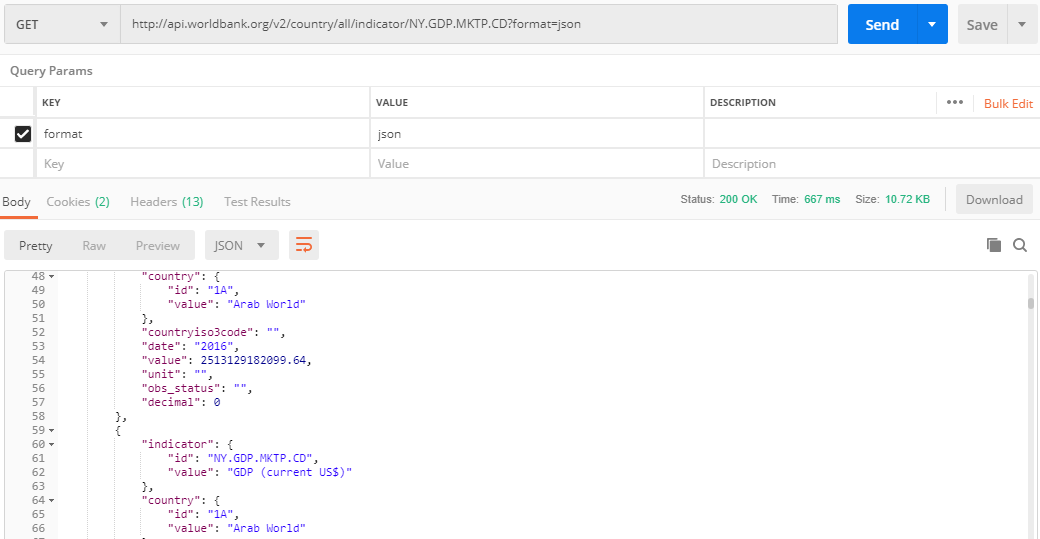 GET http://api.worldbank.org/v2/country/all/indicator/NY.GDP.MKTP.CD?format=json Send Save
Query Params
KEY VALUE DESCRIPTION ••• Bulk Edit
format json
Key Value Description
Body Cookies (2) Headers (13) Test Results Status: 200 OK Time: 667 ms Size: 10.72 KB Download
Pretty Raw Preview JSON
48 "country": {
49 "id": "1A",
50 "value": "Arab World"
51 },
52 "countryiso3code": "",
53 "date": "2016",
54 "value": 2513129182099.64,
55 "unit": "",
56 "obs_status": "",
57 "decimal": 0
58 },
59 {
60 "indicator": {
61 "id": "NY.GDP.MKTP.CD",
62 "value": "GDP (current US$)"
63 },
64 "country": {
65 "id": "1A",
66 "value": "Arab World"